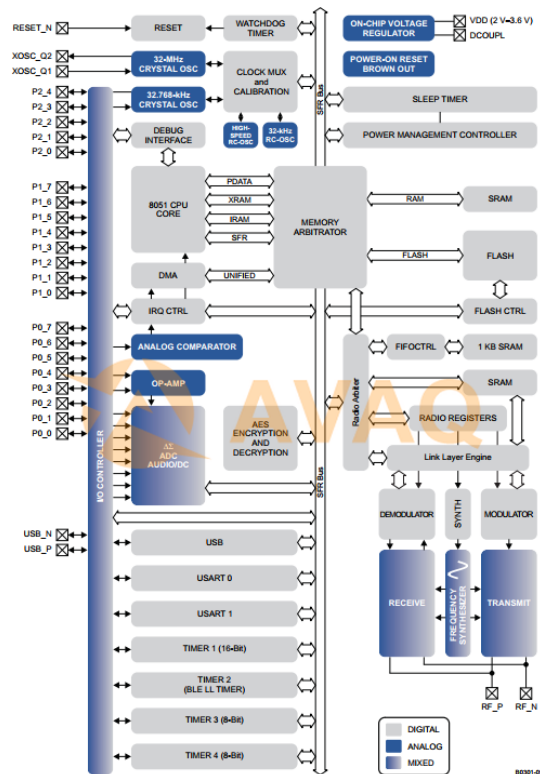 RESET_N
RESET
WATCHDOG
TIMER
ON-CHIP VOLTAGE
REGULATOR
VDD (2 V–3.6 V)
DCOUPL
XOSC_Q2
XOSC_Q1
32-MHz
CRYSTAL OSC
CLOCK MUX
and
CALIBRATION
POWER-ON RESET
BROWN OUT
SFR Bus
P2_4
P2_3
P2_2
P2_1
P2_0
32.768-kHz
CRYSTAL OSC
HIGH-
SPEED
RC-OSC
32-kHz
RC-OSC
SLEEP TIMER
POWER MANAGEMENT CONTROLLER
DEBUG
INTERFACE
P1_7
P1_6
P1_5
P1_4
P1_3
P1_2
P1_1
P1_0
8051 CPU
CORE
PDATA
XRAM
IRAM
SFR
MEMORY
ARBITRATOR
RAM
SRAM
FLASH
FLASH
DMA
UNIFIED
IRQ CTRL
FLASH CTRL
P0_7
P0_6
P0_5
P0_4
P0_3
P0_2
P0_1
P0_0
ANALOG COMPARATOR
OP-AMP
Radio Arbiter
FIFOCTRL
1 KB SRAM
SRAM
AVAQ
RADIO REGISTERS
Link Layer Engine
I/O CONTROLLER
ΔΣ
ADC
AUDIO/DC
AES
ENCRYPTION
AND
DECRYPTION
SFR Bus
DEMODULATOR
SYNTH
MODULATOR
USB_N
USB_P
USB
USART 0
USART 1
TIMER 1 (16-Bit)
TIMER 2
(BLE LL TIMER)
TIMER 3 (8-Bit)
TIMER 4 (8-Bit)
RECEIVE
FREQUENCY
SYNTHESIZER
TRANSMIT
RF_P
RF_N
DIGITAL
ANALOG
MIXED